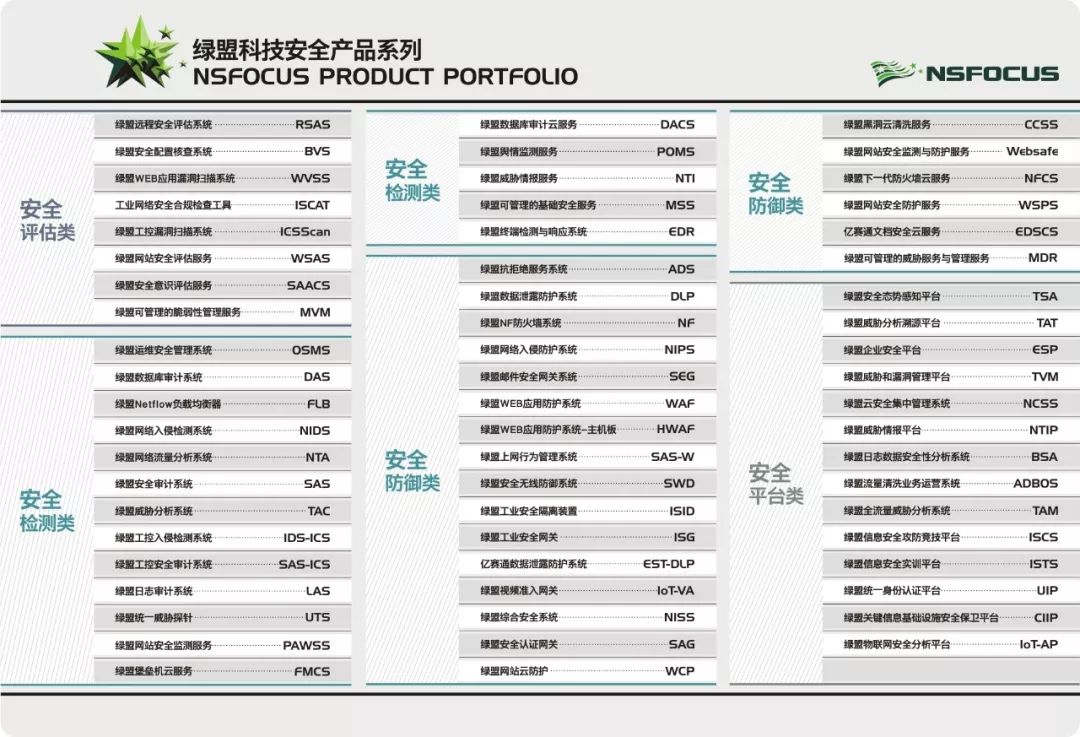 绿盟科技安全产品系列
NSFOCUS PRODUCT PORTFOLIO
NSFOCUS
安全
评估类
绿盟远程安全评估系统 RSAS
绿盟安全配置核查系统 BVS
绿盟WEB应用漏洞扫描系统 WVSS
工业网络安全合规检查工具 ISCAT
绿盟工控漏洞扫描系统 ICSScan
绿盟网站安全评估服务 WSAS
绿盟安全意识评估服务 SAACS
绿盟可管理的脆弱性管理服务 MVM
安全
检测类
绿盟运维安全管理系统 OSMS
绿盟数据库审计系统 DAS
绿盟Netflow负载均衡器 FLB
绿盟网络入侵检测系统 NIDS
绿盟网络流量分析系统 NTA
绿盟安全审计系统 SAS
绿盟威胁分析系统 TAC
绿盟工控入侵检测系统 IDS-ICS
绿盟工控安全审计系统 SAS-ICS
绿盟日志审计系统 LAS
绿盟统一威胁探针 UTS
绿盟网站安全监测服务 PAWSS
绿盟堡垒机云服务 FMCS
安全
检测类
绿盟数据库审计云服务 DACS
绿盟舆情监测服务 POMS
绿盟威胁情报服务 NTI
绿盟可管理的基础安全服务 MSS
绿盟终端检测与响应系统 EDR
安全
防御类
绿盟抗拒绝服务系统 ADS
绿盟数据泄露防护系统 DLP
绿盟NF防火墙系统 NF
绿盟网络入侵防护系统 NIPS
绿盟邮件安全网关系统 SEG
绿盟WEB应用防护系统 WAF
绿盟WEB应用防护系统-主机板 HWAF
绿盟上网行为管理系统 SAS-W
绿盟安全无线防御系统 SWD
绿盟工业安全隔离装置 ISID
绿盟工业安全网关 ISG
亿赛通数据泄露防护系统 EST-DLP
绿盟视频准入网关 IoT-VA
绿盟综合安全系统 NISS
绿盟安全认证网关 SAG
绿盟网站云防护 WCP
安全
防御类
绿盟黑洞云清洗服务 CCSS
绿盟网站安全监测与防护服务 Websafe
绿盟下一代防火墙云服务 NFCS
绿盟网站安全防护服务 WSPS
亿赛通文档安全云服务 EDSCS
绿盟可管理的威胁服务与管理服务 MDR
安全
平台类
绿盟安全态势感知平台 TSA
绿盟威胁分析溯源平台 TAT
绿盟企业安全平台 ESP
绿盟威胁和漏洞管理平台 TVM
绿盟云安全集中管理系统 NCSS
绿盟威胁情报平台 NTIP
绿盟日志数据安全性分析系统 BSA
绿盟流量清洗业务运营系统 ADBOS
绿盟全流量威胁分析系统 TAM
绿盟信息安全攻防竞技平台 ISCS
绿盟信息安全实训平台 ISTS
绿盟统一身份认证平台 UIP
绿盟关键信息基础设施安全保卫平台 CIIP
绿盟物联网安全分析平台 IoT-AP